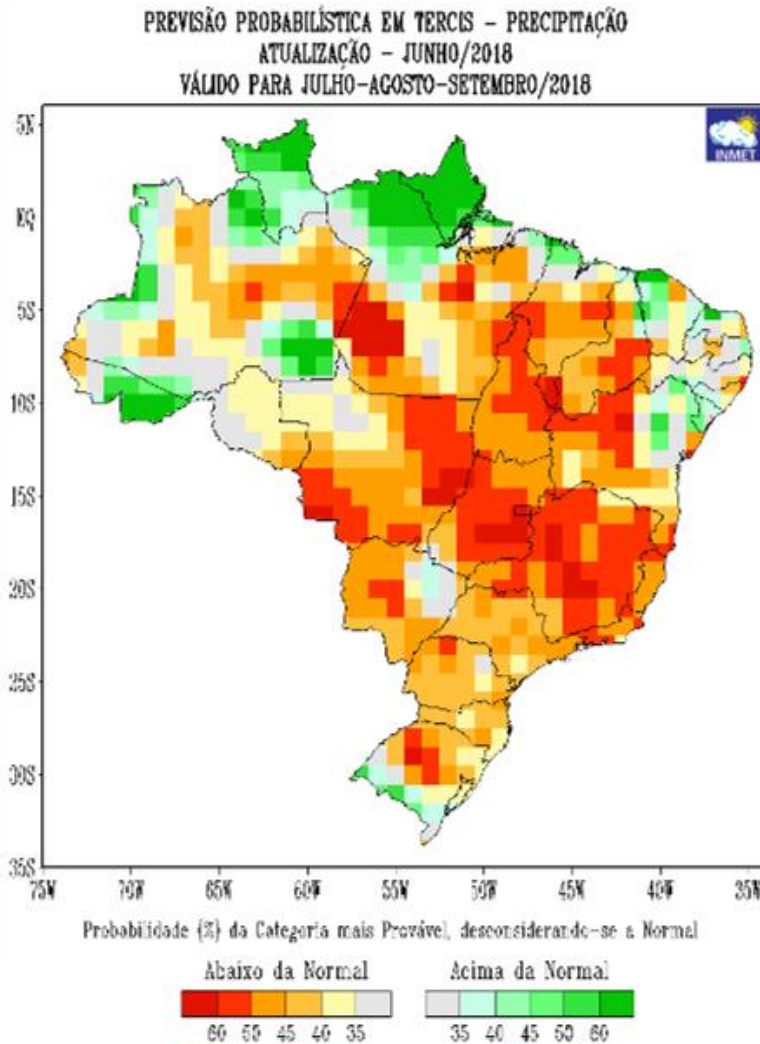 PREVISÃO PROBABILÍSTICA EM TERCIS - PRECIPITAÇÃO
ATUALIZAÇÃO - JUNHO/2018
VÁLIDO PARA JULHO-AGOSTO-SETEMBRO/2018
INMET
5N
EQ
5S
10S
15S
20S
25S
30S
35S
75W 70W 65W 60W 55W 50W 45W 40W 35W
Probabilidade (%) da Categoria mais Provável, desconsiderando-se a Normal
Abaixo da Normal Acima da Normal
60 50 45 40 35 35 40 45 50 60